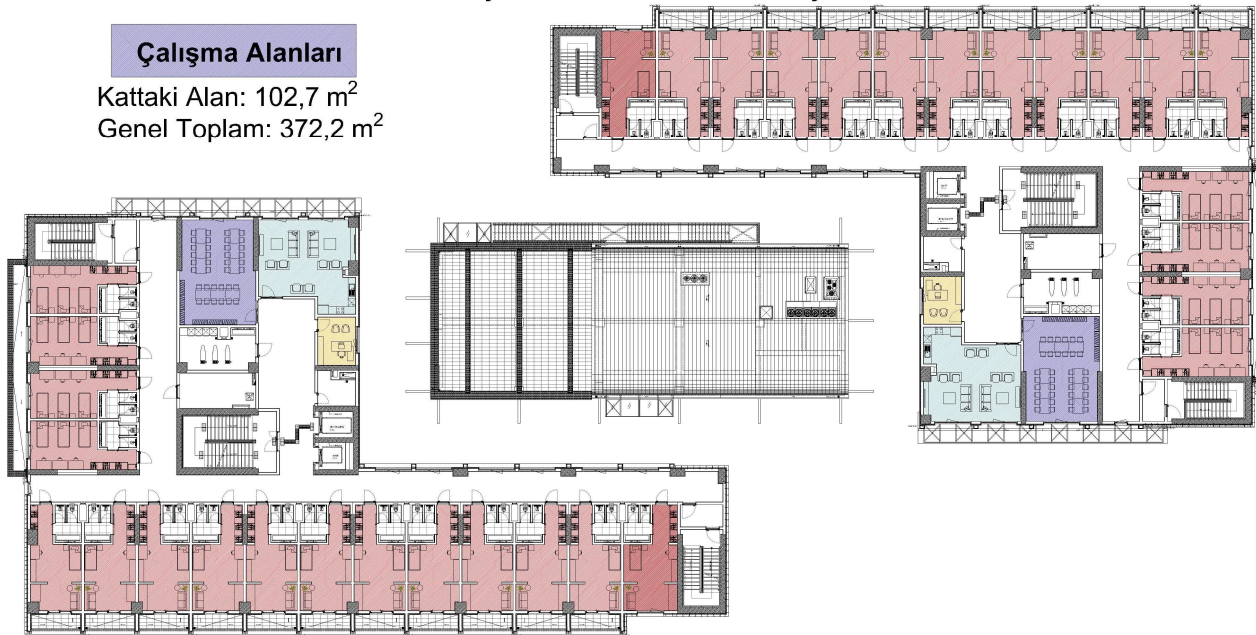 Çalışma Alanları
Kattaki Alan: 102,7 m²
Genel Toplam: 372,2 m²